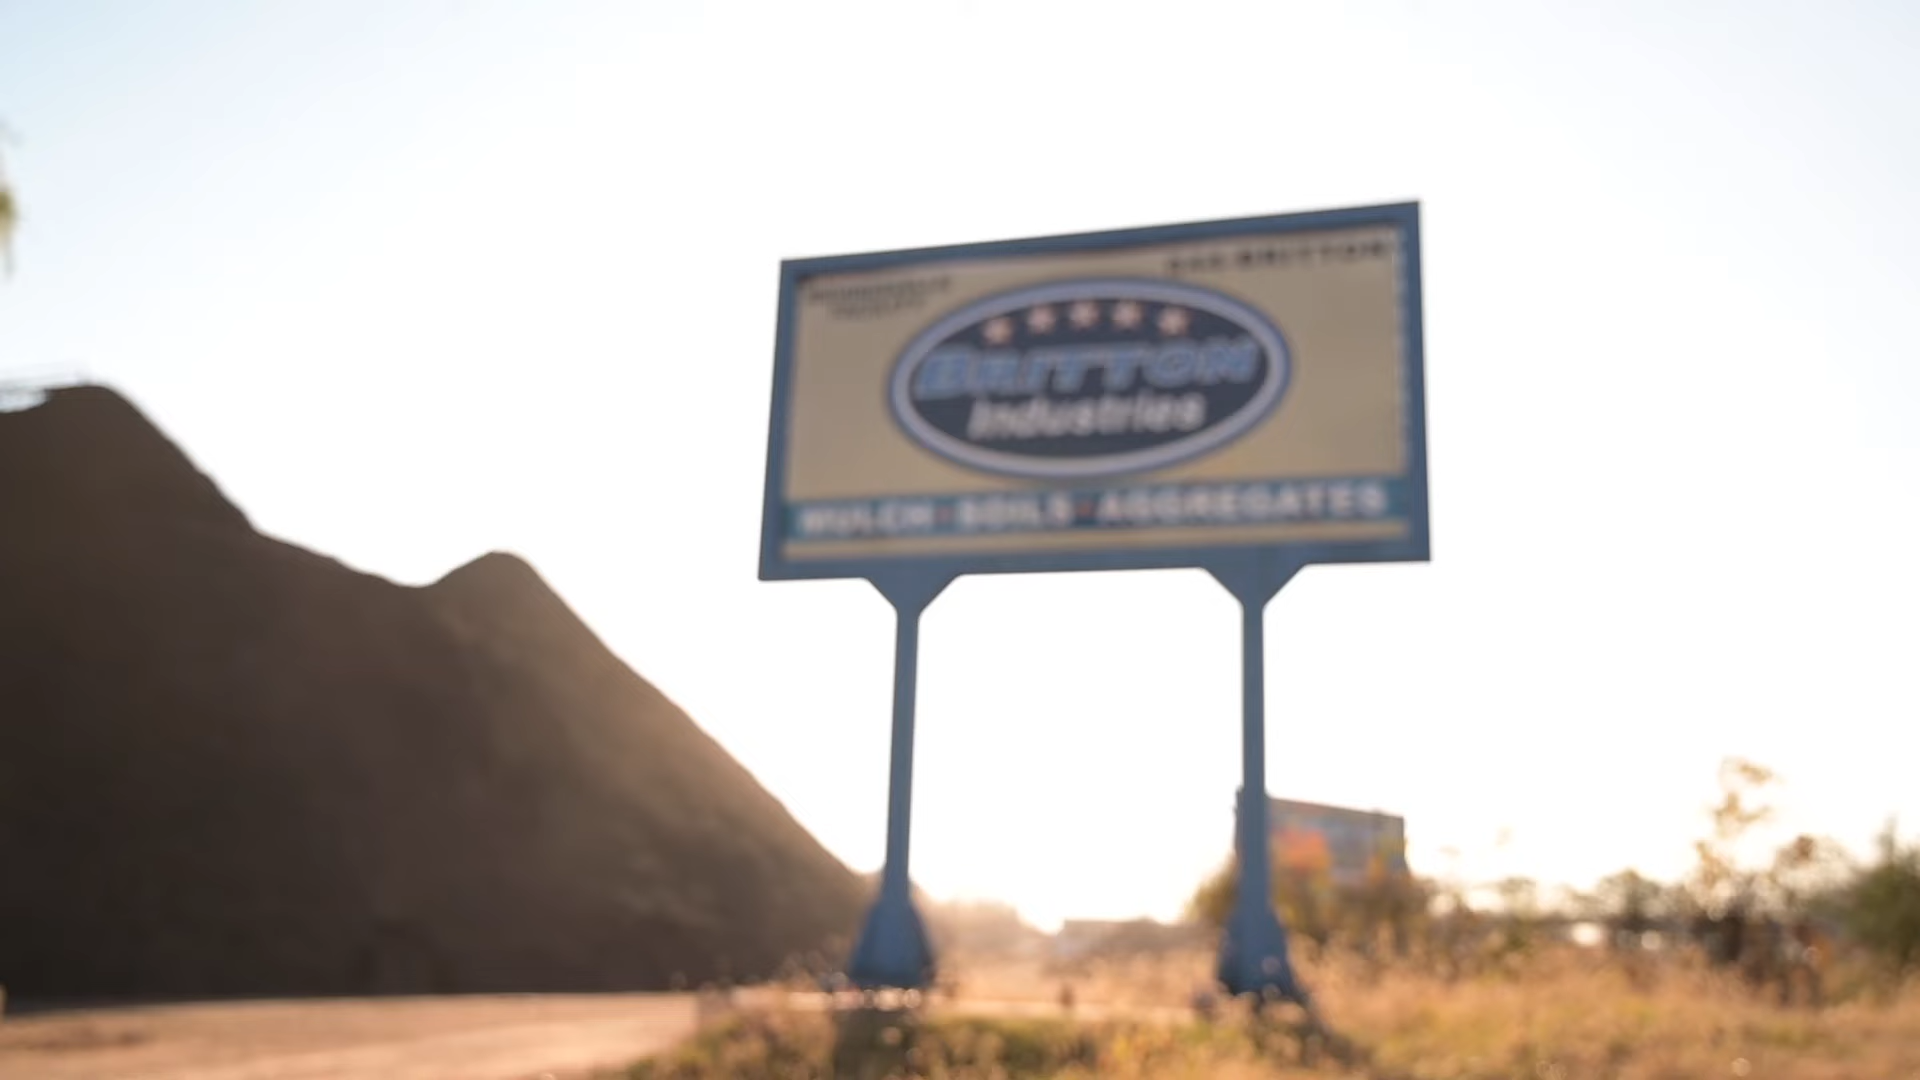 BRITTON
Industries
MULCH • SOILS • AGGREGATES